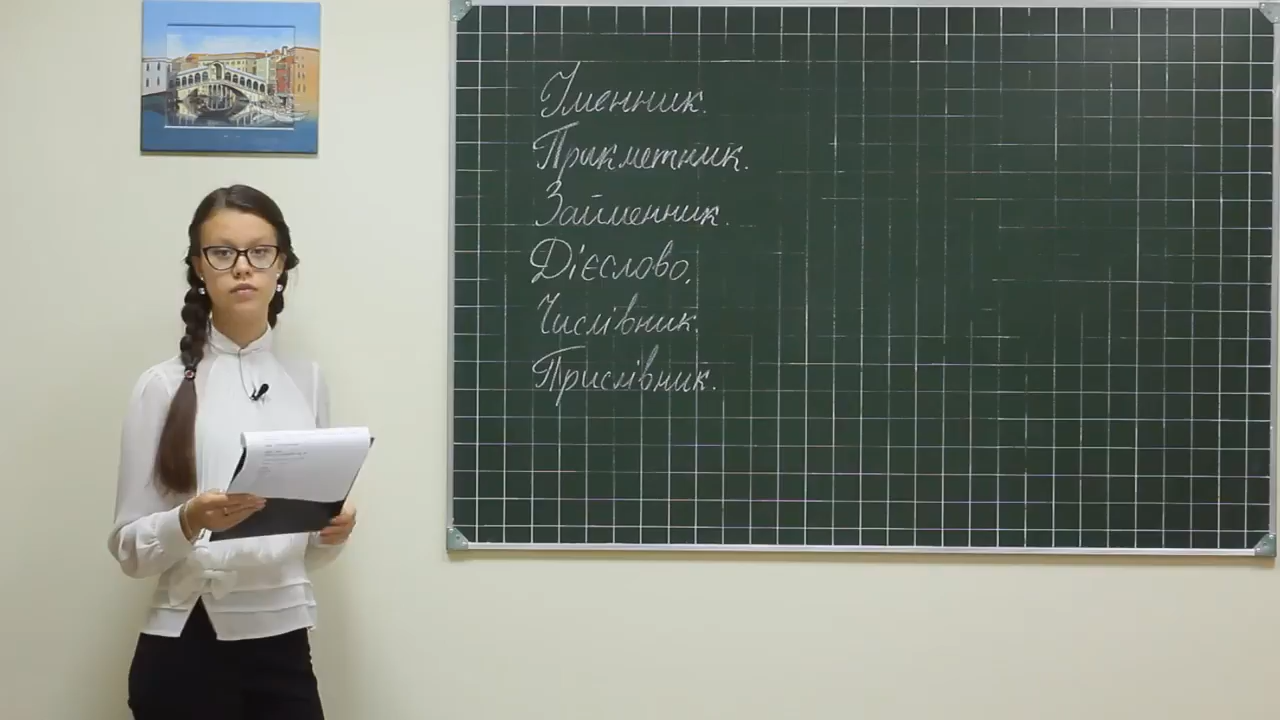 Іменник.
Прикметник.
Займенник.
Дієслово.
Числівник.
Прислівник.